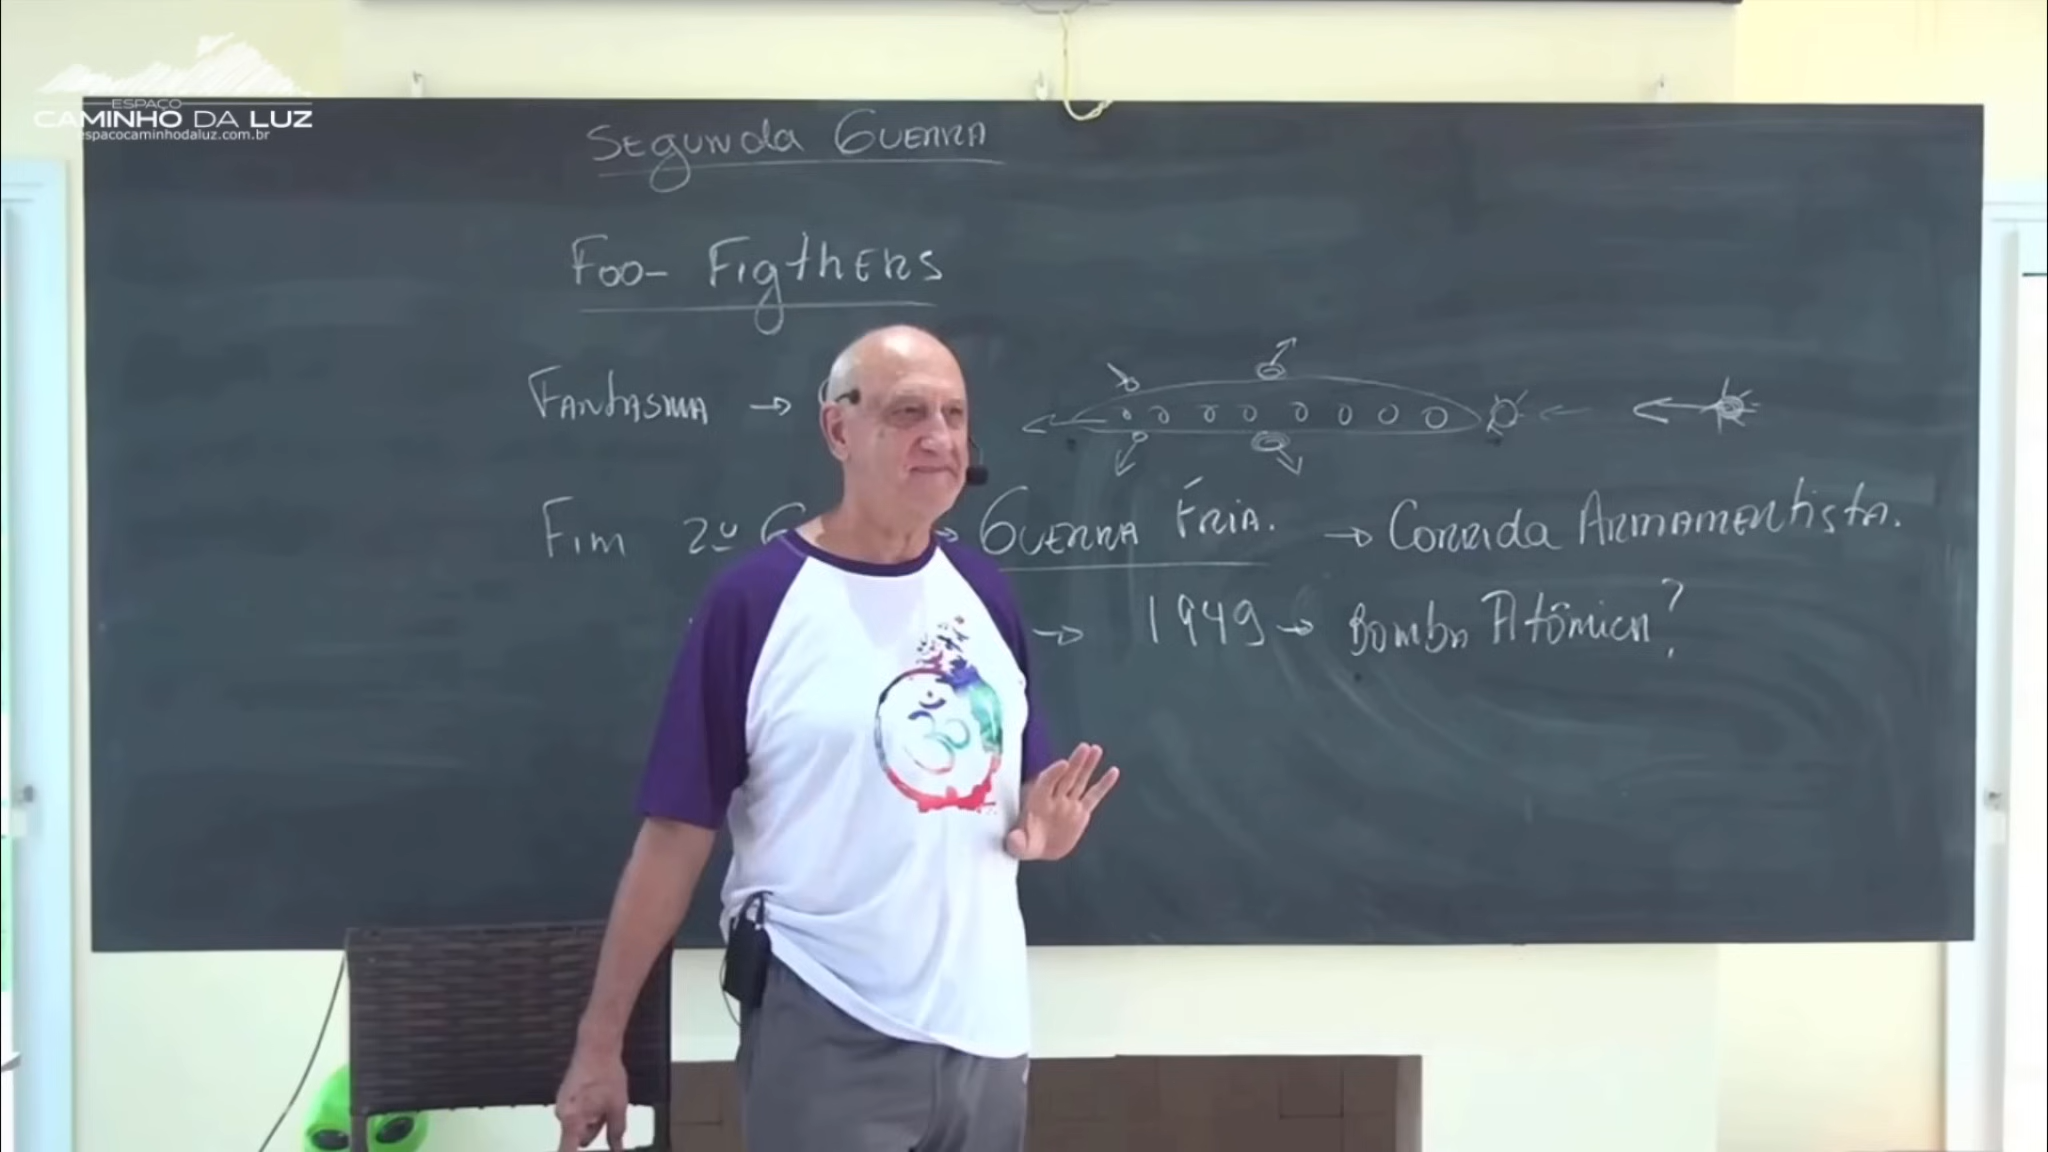 ESPAÇO
CAMINHO DA LUZ
espacocaminhodaluz.com.br
Segunda Guerra
Foo- Figthers
Fantasma →
Fim 2º G → Guerra Fria. → Corrida Armamentista.
→ 1949 → Bomba Atômica?